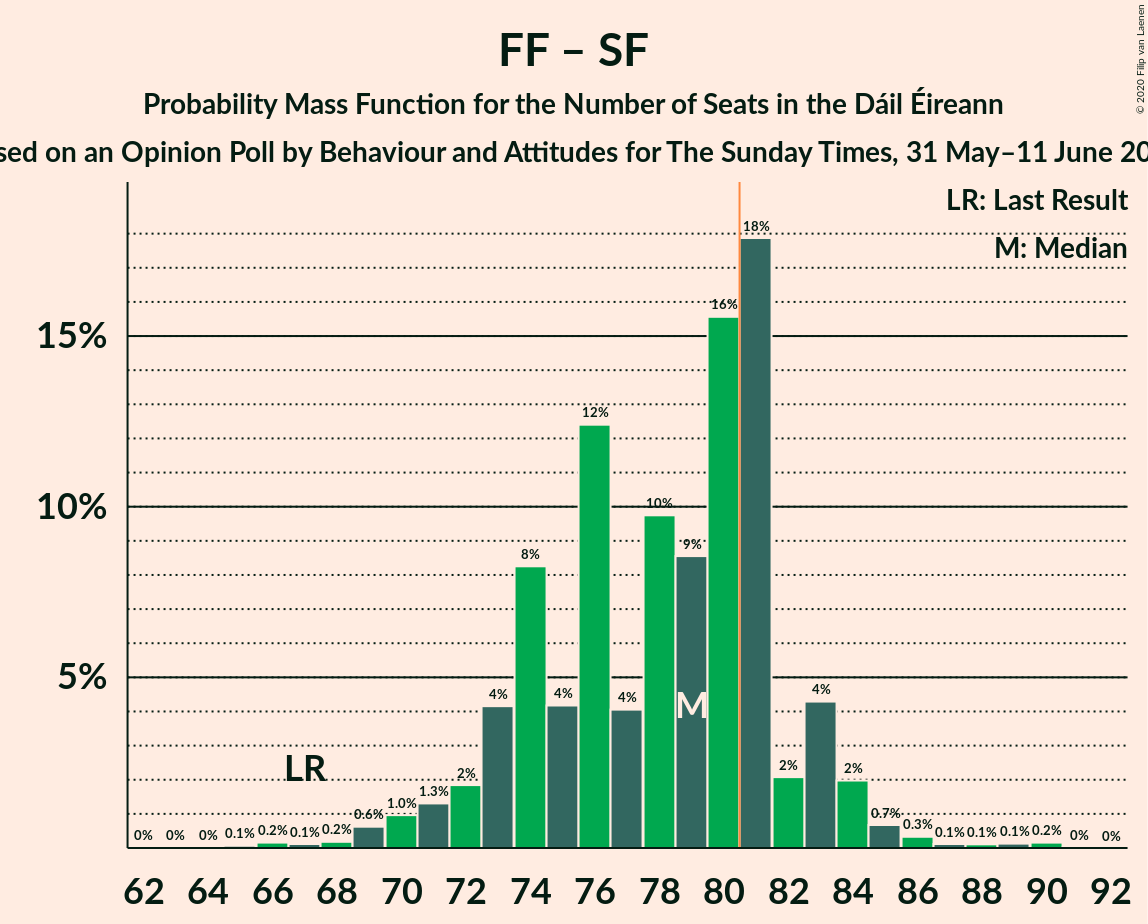 FF – SF
Probability Mass Function for the Number of Seats in the Dáil Éireann
sed on an Opinion Poll by Behaviour and Attitudes for The Sunday Times, 31 May–11 June 20
© 2020 Filip van Laenen
LR: Last Result
M: Median
15%
10%
5%
0% 0% 0% 0.1% 0.2% 0.1% 0.2% 0.6% 1.0% 1.3% 2% 4% 8% 4% 12% 4% 10% 9% 16% 18% 2% 4% 2% 0.7% 0.3% 0.1% 0.1% 0.1% 0.2% 0% 0%
LR
M
62 64 66 68 70 72 74 76 78 80 82 84 86 88 90 92